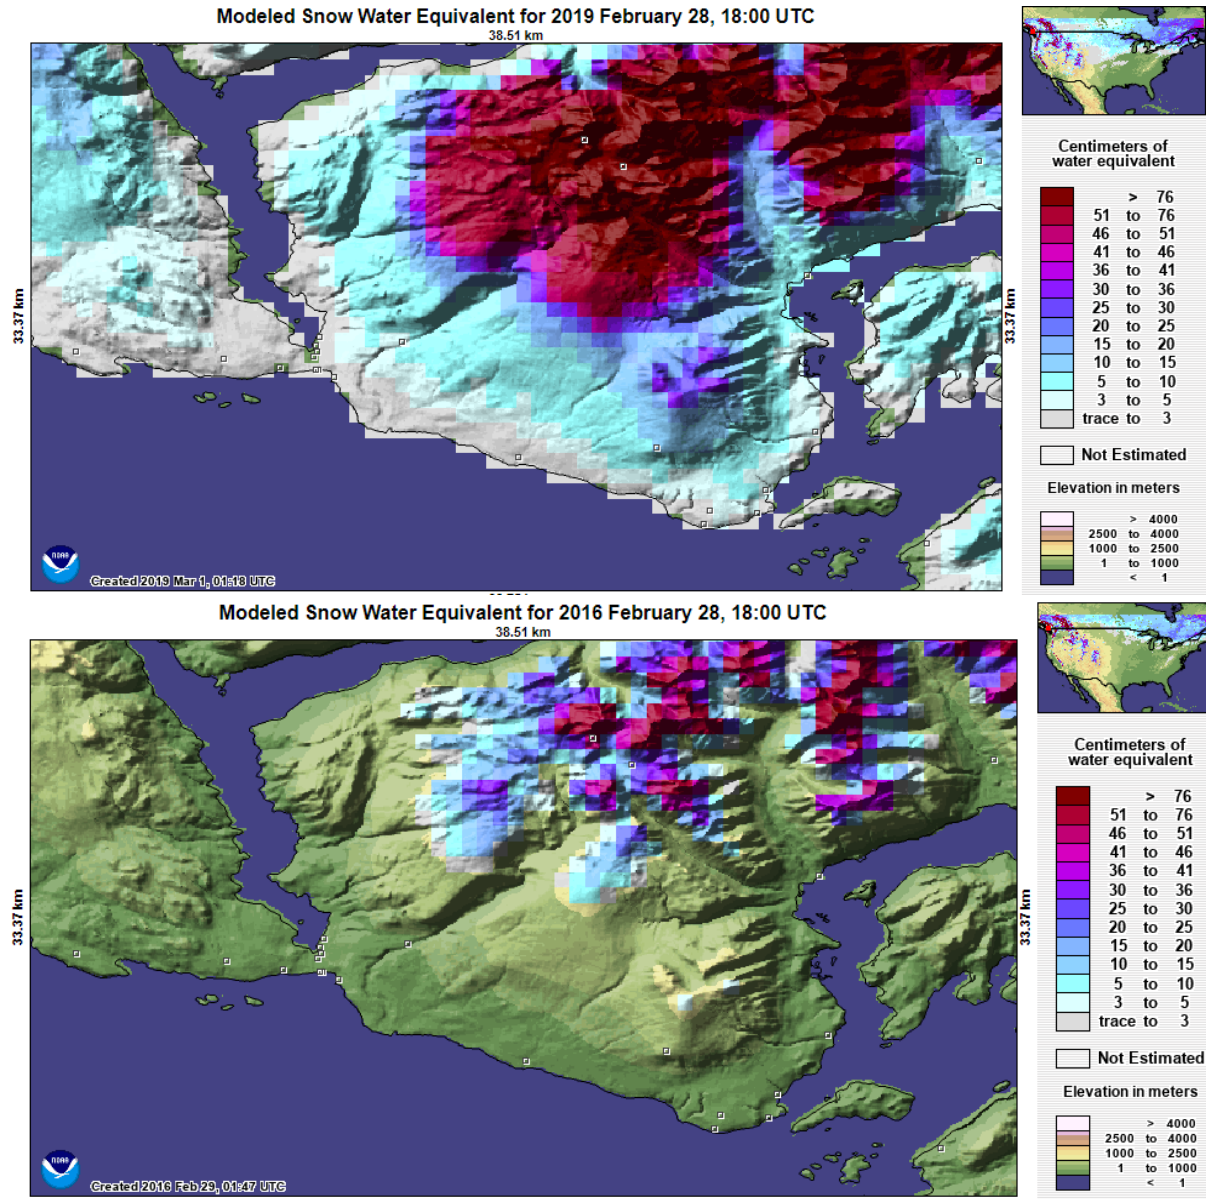 Modeled Snow Water Equivalent for 2019 February 28, 18:00 UTC
38.51 km
33.37 km
33.37 km
Centimeters of
water equivalent
> 76
51 to 76
46 to 51
41 to 46
36 to 41
30 to 36
25 to 30
20 to 25
15 to 20
10 to 15
5 to 10
3 to 5
trace to 3
Not Estimated
Elevation in meters
> 4000
2500 to 4000
1000 to 2500
1 to 1000
< 1
NOAA
Created 2019 Mar 1, 01:18 UTC
Modeled Snow Water Equivalent for 2016 February 28, 18:00 UTC
38.51 km
33.37 km
33.37 km
Centimeters of
water equivalent
> 76
51 to 76
46 to 51
41 to 46
36 to 41
30 to 36
25 to 30
20 to 25
15 to 20
10 to 15
5 to 10
3 to 5
trace to 3
Not Estimated
Elevation in meters
> 4000
2500 to 4000
1000 to 2500
1 to 1000
< 1
NOAA
Created 2016 Feb 29, 01:47 UTC